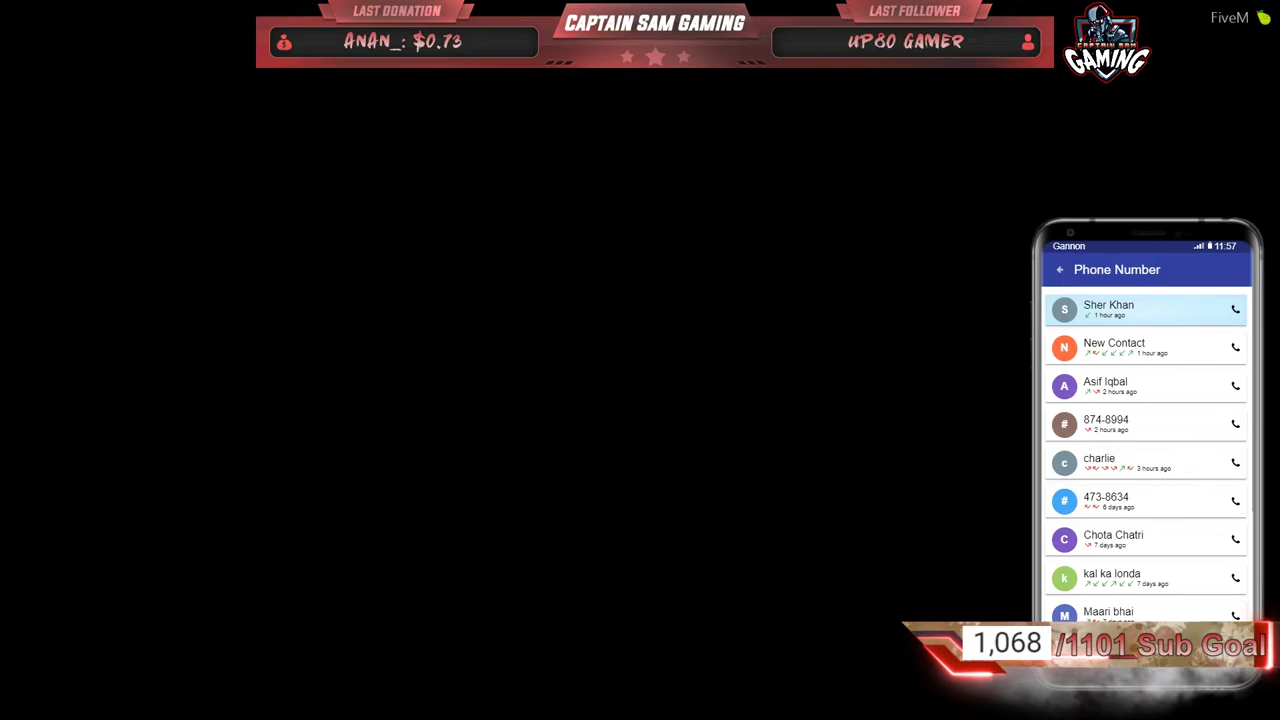 LAST DONATION
ANAN_: $0.73
CAPTAIN SAM GAMING
LAST FOLLOWER
UP80 GAMER
CAPTAIN SAM
GAMING
FiveM
Gannon
11:57
Phone Number
S
Sher Khan
1 hour ago
N
New Contact
1 hour ago
A
Asif Iqbal
2 hours ago
#
874-8994
2 hours ago
c
charlie
3 hours ago
#
473-8634
6 days ago
C
Chota Chatri
7 days ago
k
kal ka londa
7 days ago
M
Maari bhai
1,068 /1101 Sub Goal